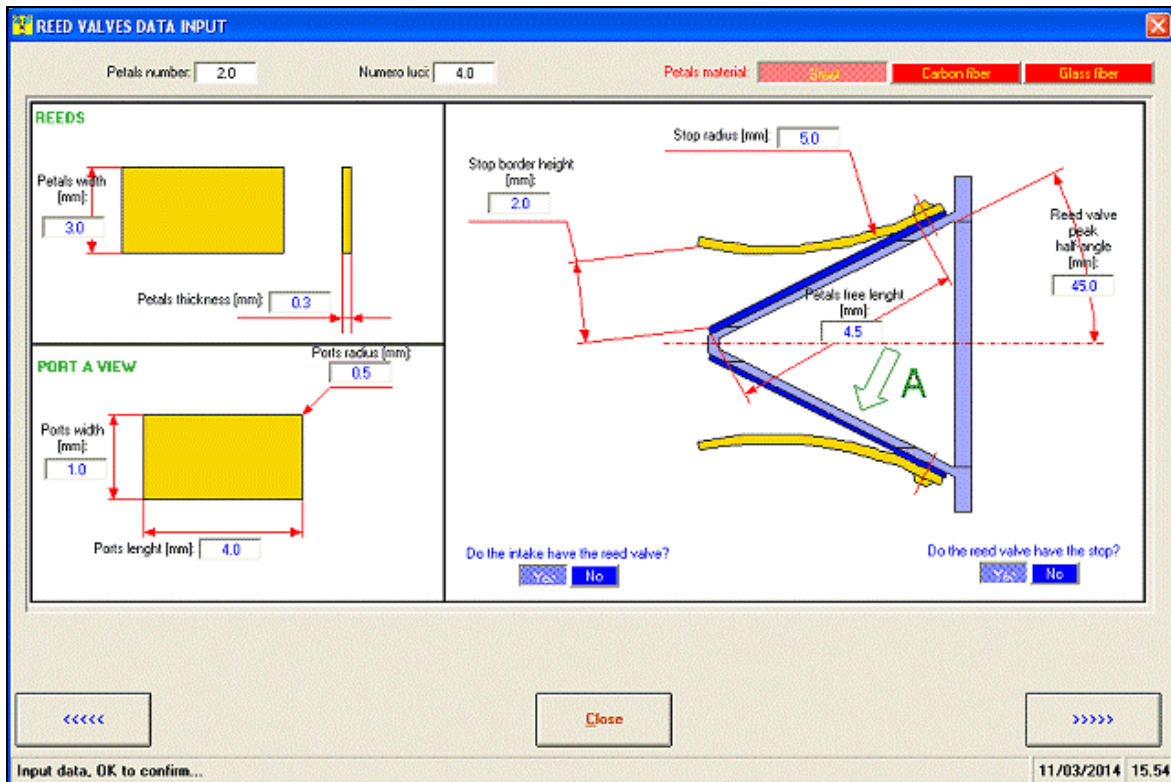 REED VALVES DATA INPUT
Petals number: 2.0
Numero luci: 4.0
Petals material: Steel Carbon fiber Glass fiber
REEDS
Petals width
[mm]:
3.0
Petals thickness [mm]: 0.3
PORT A VIEW
Ports radius [mm]:
0.5
Ports width
[mm]:
1.0
Ports lenght [mm]: 4.0
Stop radius [mm]: 5.0
Stop border height
[mm]:
2.0
Reed valve
peak
half-angle
[mm]:
45.0
Petals free lenght
[mm]:
4.5
A
Do the intake have the reed valve?
Yes No
Do the reed valve have the stop?
Yes No
<<<<<
Close
>>>>>
Input data, OK to confirm...
11/03/2014 15.54